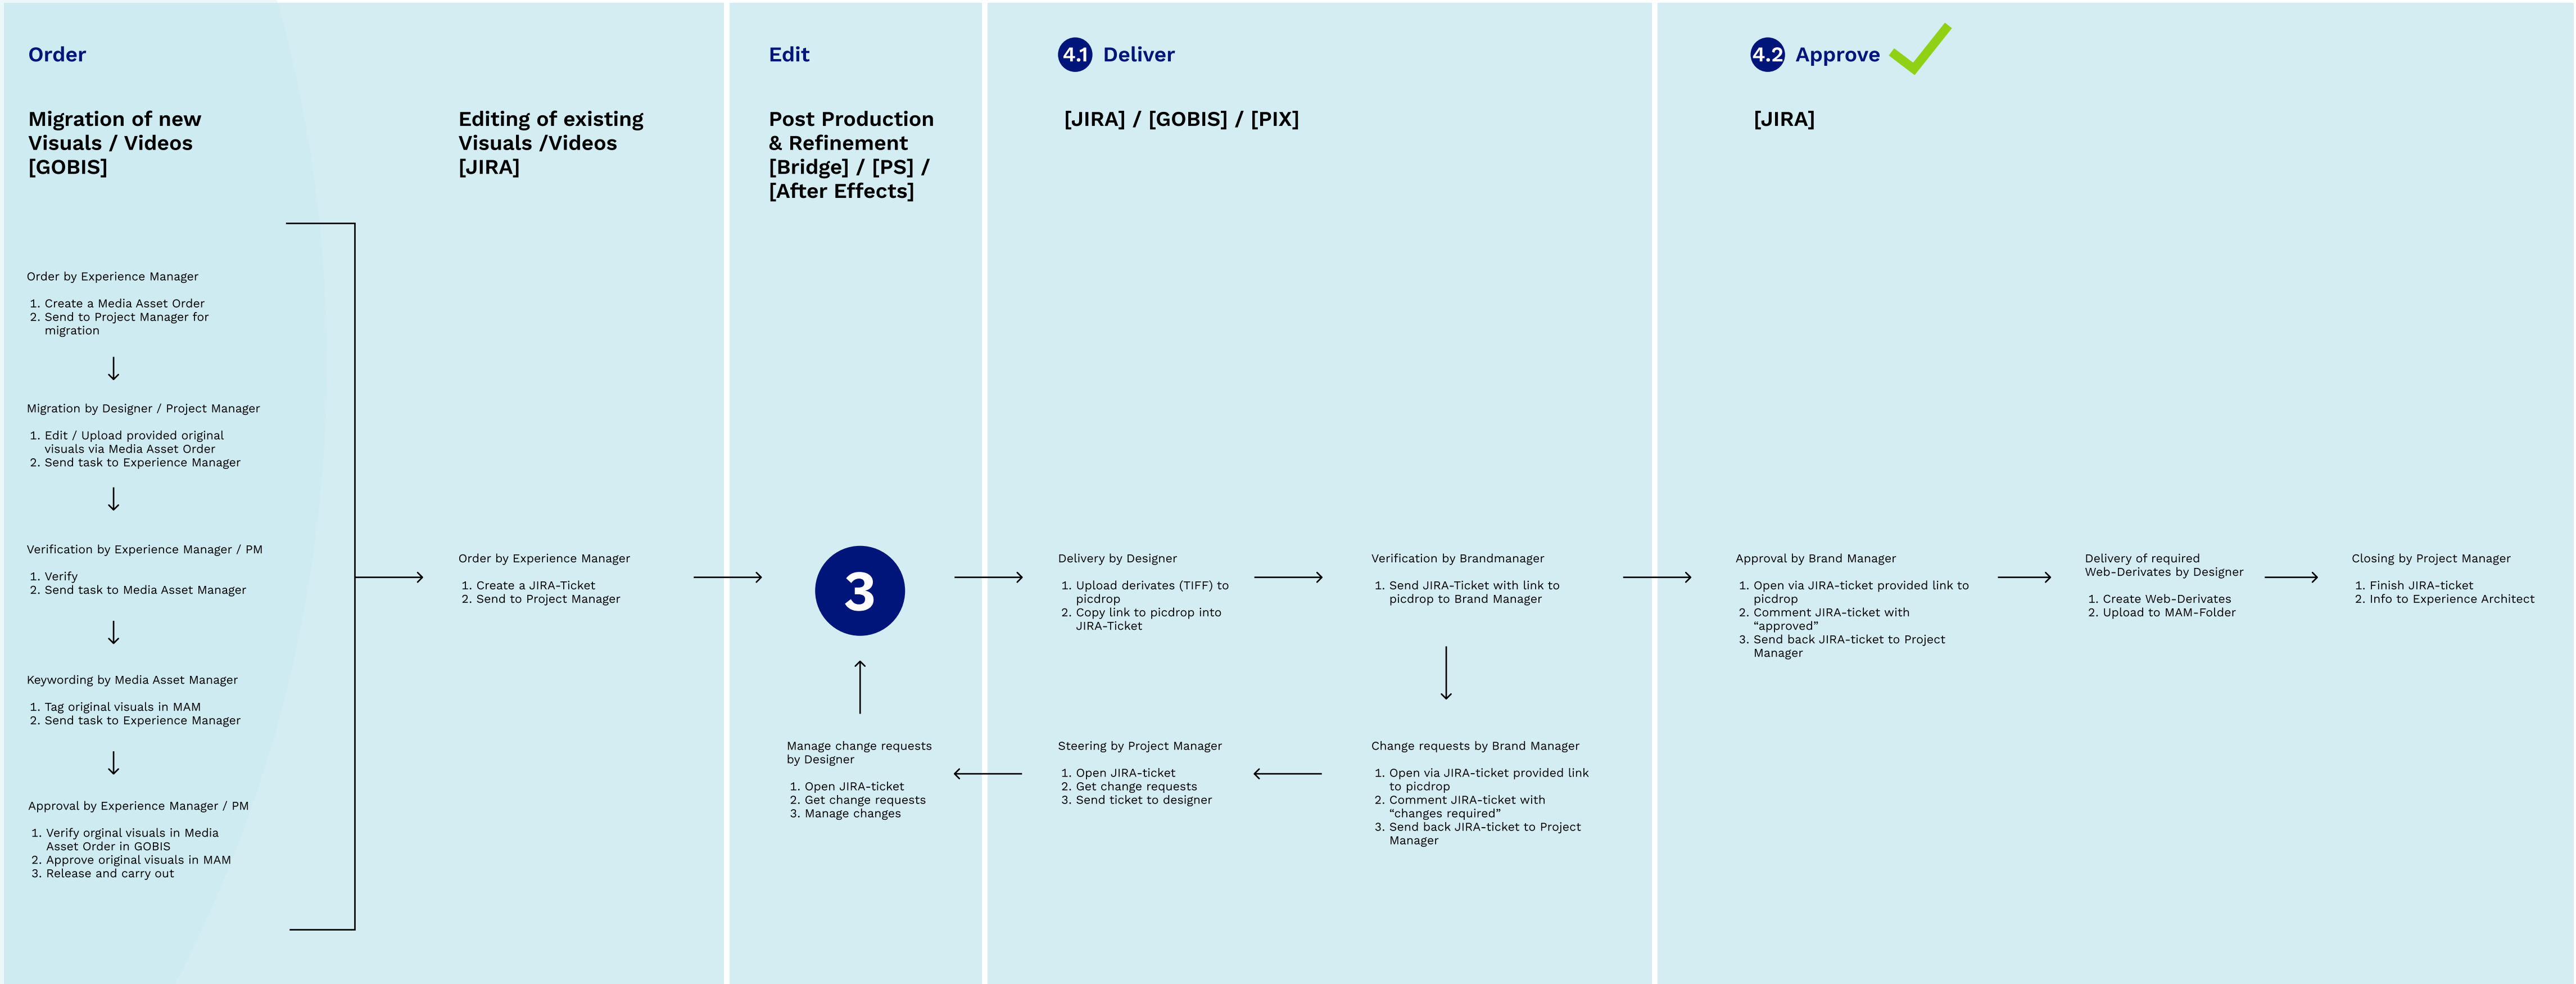 Order
Migration of new
Visuals / Videos
[GOBIS]
Order by Experience Manager
1. Create a Media Asset Order
2. Send to Project Manager for
migration
Migration by Designer / Project Manager
1. Edit / Upload provided original
visuals via Media Asset Order
2. Send task to Experience Manager
Verification by Experience Manager / PM
1. Verify
2. Send task to Media Asset Manager
Keywording by Media Asset Manager
1. Tag original visuals in MAM
2. Send task to Experience Manager
Approval by Experience Manager / PM
1. Verify orginal visuals in Media
Asset Order in GOBIS
2. Approve original visuals in MAM
3. Release and carry out
Editing of existing
Visuals /Videos
[JIRA]
Order by Experience Manager
1. Create a JIRA-Ticket
2. Send to Project Manager
Edit
Post Production
& Refinement
[Bridge] / [PS] /
[After Effects]
3
Manage change requests
by Designer
1. Open JIRA-ticket
2. Get change requests
3. Manage changes
4.1 Deliver
[JIRA] / [GOBIS] / [PIX]
Delivery by Designer
1. Upload derivates (TIFF) to
picdrop
2. Copy link to picdrop into
JIRA-Ticket
Verification by Brandmanager
1. Send JIRA-Ticket with link to
picdrop to Brand Manager
Steering by Project Manager
1. Open JIRA-ticket
2. Get change requests
3. Send ticket to designer
Change requests by Brand Manager
1. Open via JIRA-ticket provided link
to picdrop
2. Comment JIRA-ticket with
“changes required”
3. Send back JIRA-ticket to Project
Manager
4.2 Approve
[JIRA]
Approval by Brand Manager
1. Open via JIRA-ticket provided link to
picdrop
2. Comment JIRA-ticket with
“approved”
3. Send back JIRA-ticket to Project
Manager
Delivery of required
Web-Derivates by Designer
1. Create Web-Derivates
2. Upload to MAM-Folder
Closing by Project Manager
1. Finish JIRA-ticket
2. Info to Experience Architect